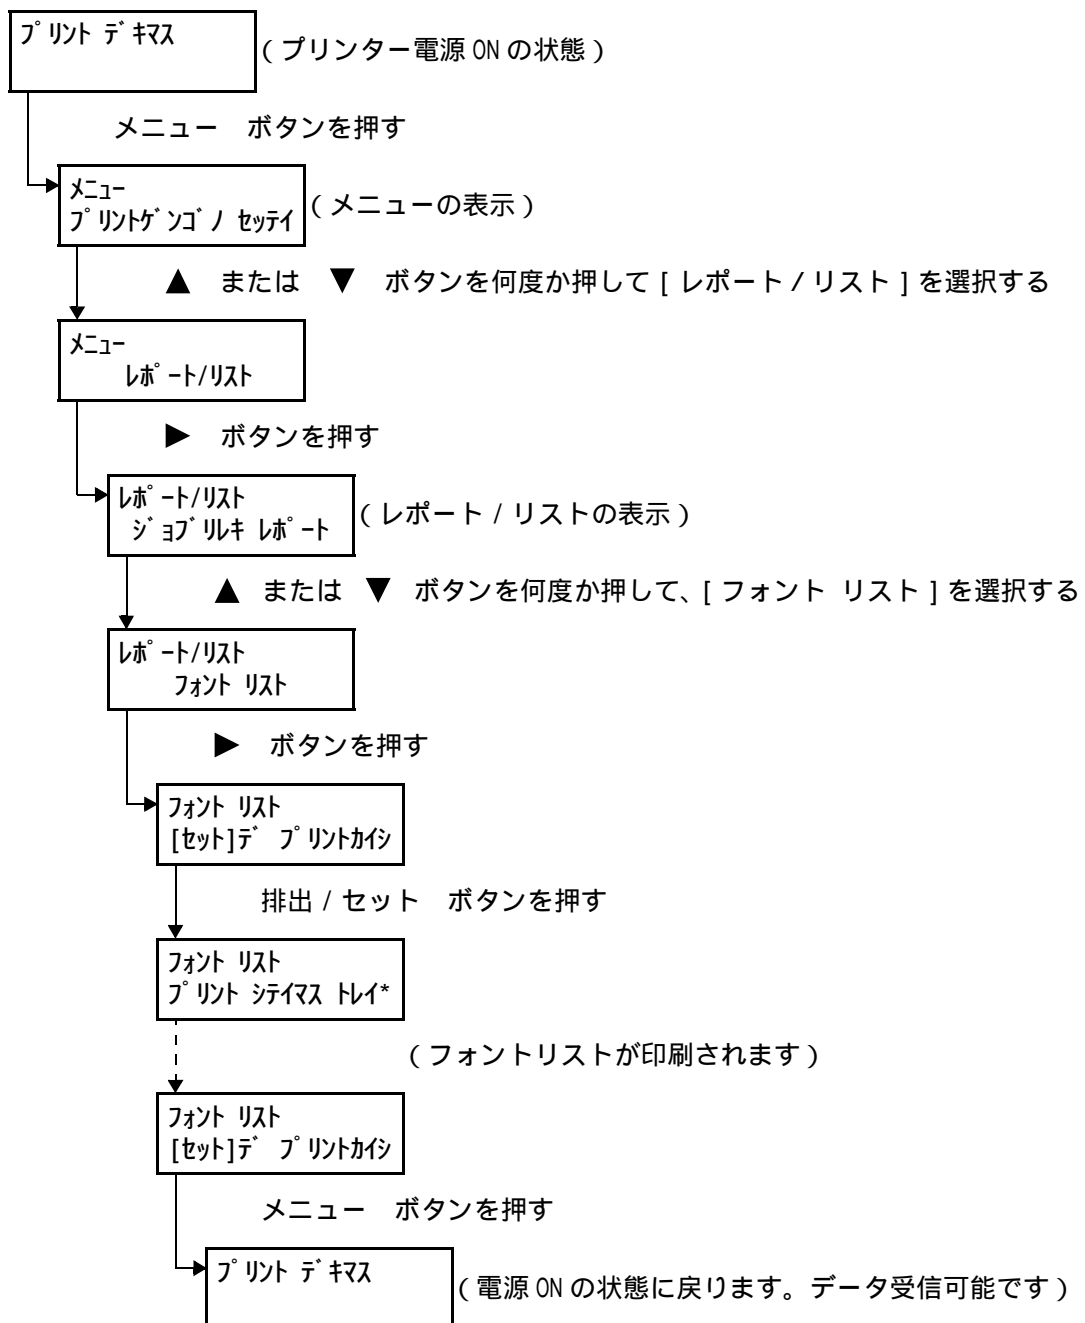 ﾌﾟﾘﾝﾄ ﾃﾞｷﾏｽ
（プリンター電源 ON の状態）
メニュー　ボタンを押す
ﾒﾆｭｰ
ﾌﾟﾘﾝﾄｹﾞﾝｺﾞﾉ ｾｯﾃｲ
（メニューの表示）
▲　または　▼　ボタンを何度か押して［レポート / リスト］を選択する
ﾒﾆｭｰ
ﾚﾎﾟｰﾄ/ﾘｽﾄ
▶　ボタンを押す
ﾚﾎﾟｰﾄ/ﾘｽﾄ
ｼﾞｮﾌﾞﾘﾚｷ ﾚﾎﾟｰﾄ
（レポート / リストの表示）
▲　または　▼　ボタンを何度か押して、［フォント リスト］を選択する
ﾚﾎﾟｰﾄ/ﾘｽﾄ
ﾌｫﾝﾄ ﾘｽﾄ
▶　ボタンを押す
ﾌｫﾝﾄ ﾘｽﾄ
[ｾｯﾄ]ﾃﾞ ﾌﾟﾘﾝﾄｶｲｼ
排出 / セット　ボタンを押す
ﾌｫﾝﾄ ﾘｽﾄ
ﾌﾟﾘﾝﾄ ｼﾃｲﾏｽ ﾄﾚｲ*
（フォントリストが印刷されます）
ﾌｫﾝﾄ ﾘｽﾄ
[ｾｯﾄ]ﾃﾞ ﾌﾟﾘﾝﾄｶｲｼ
メニュー　ボタンを押す
ﾌﾟﾘﾝﾄ ﾃﾞｷﾏｽ
（電源 ON の状態に戻ります。データ受信可能です）